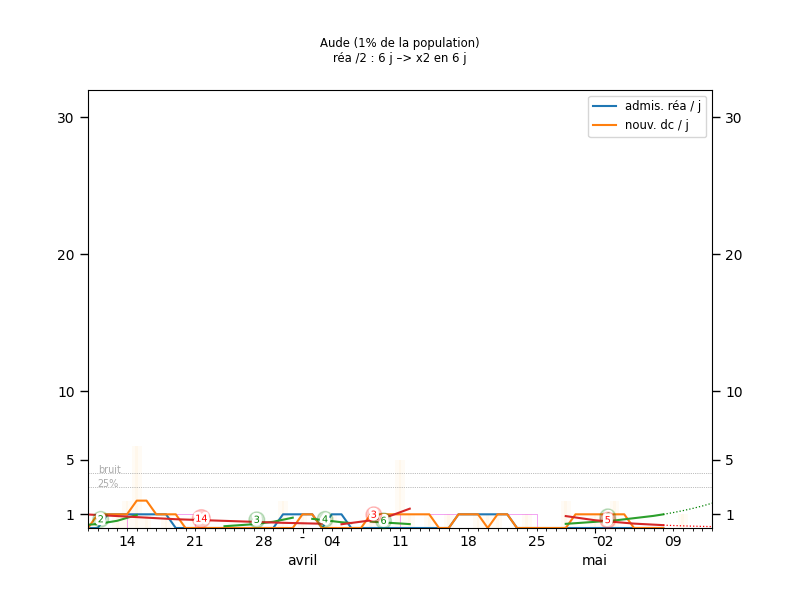 Aude (1% de la population)
réa /2 : 6 j –> x2 en 6 j
admis. réa / j
nouv. dc / j
30 30
20 20
10 10
5 5
bruit
25%
1 1
2 14 3 4 3 6 5
14 21 28 04 11 18 25 02 09
avril mai